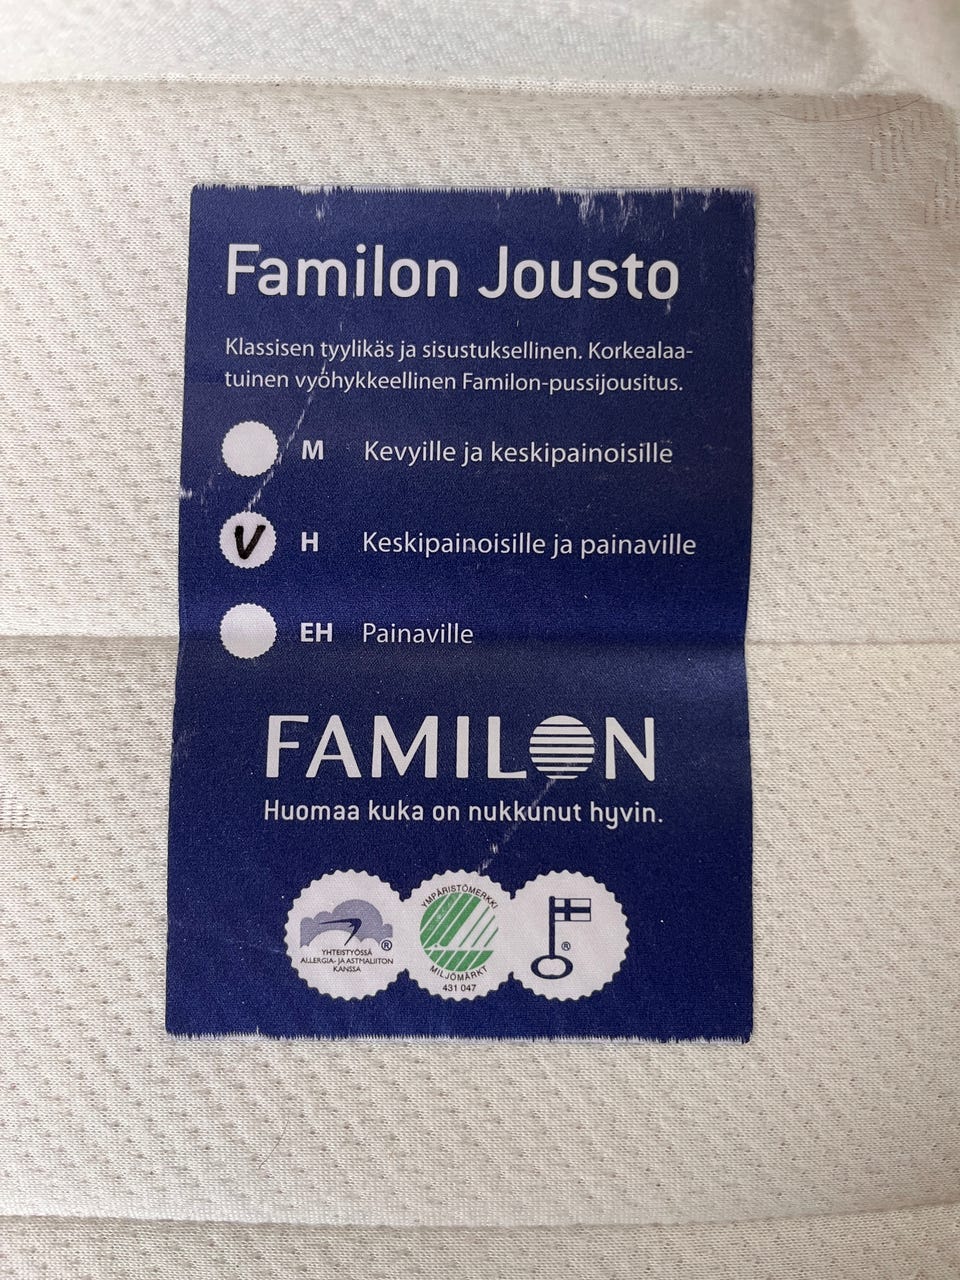 Familon Jousto
Klassisen tyylikäs ja sisustuksellinen. Korkealaa-
tuinen vyöhykkeellinen Familon-pussijousitus.
M Kevyille ja keskipainoisille
V H Keskipainoisille ja painaville
EH Painaville
FAMILON
Huomaa kuka on nukkunut hyvin.
YHTEISTYÖSSÄ
ALLERGIA- JA ASTMALIITON
KANSSA
®
YMPÄRISTÖMERKKI
MILJÖMÄRKT
431 047
®